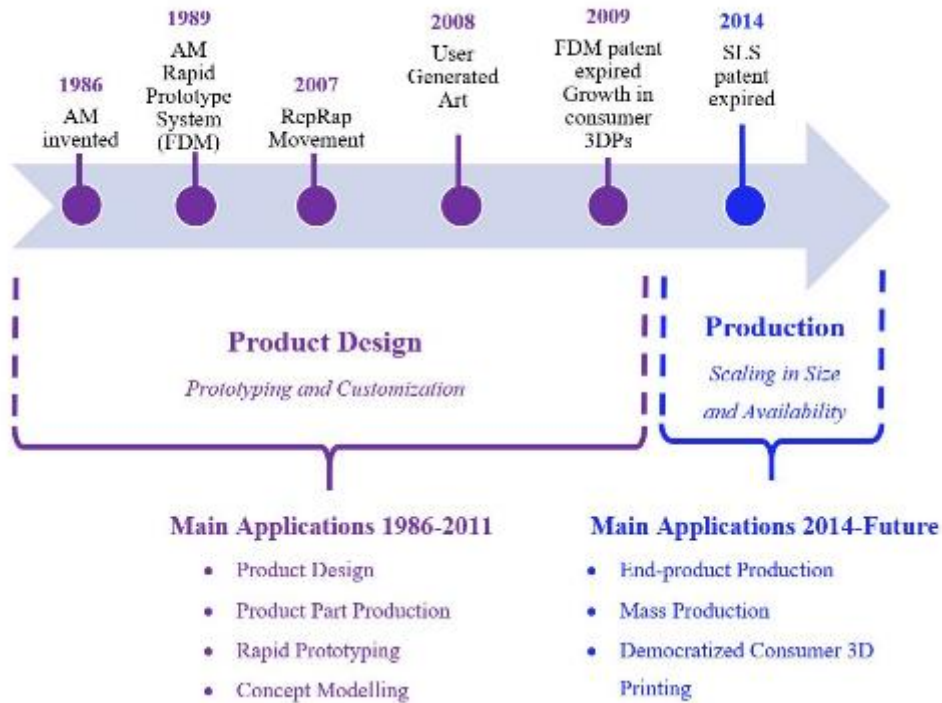 1986
AM
invented
1989
AM
Rapid
Prototype
System
(FDM)
2007
RepRap
Movement
2008
User
Generated
Art
2009
FDM patent
expired
Growth in
consumer
3DPs
2014
SLS
patent
expired
Product Design
Prototyping and Customization
Production
Scaling in Size
and Availability
Main Applications 1986-2011
• Product Design
• Product Part Production
• Rapid Prototyping
• Concept Modelling
Main Applications 2014-Future
• End-product Production
• Mass Production
• Democratized Consumer 3D
Printing